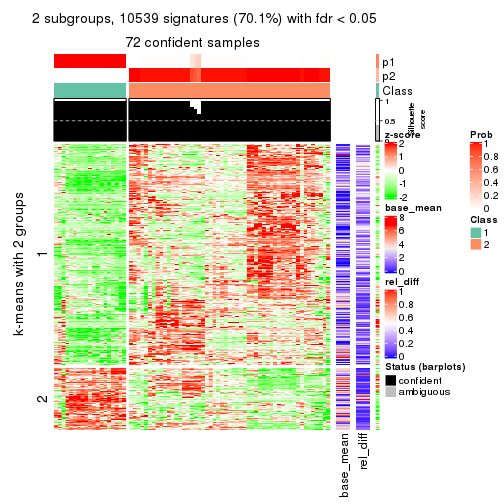 2 subgroups, 10539 signatures (70.1%) with fdr < 0.05
72 confident samples
p1
p2
Class
1
0.5
0
Silhouette
score
k-means with 2 groups
1
2
base_mean
rel_diff
z-score
2
1
0
-1
-2
base_mean
8
6
4
2
0
rel_diff
1
0.8
0.6
0.4
0.2
0
Status (barplots)
confident
ambiguous
Prob
1
0.8
0.6
0.4
0.2
0
Class
1
2